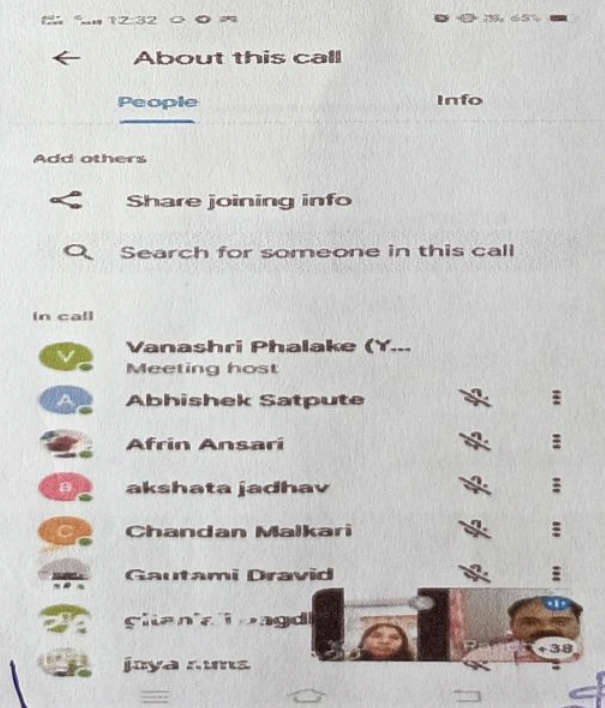 12:32 65%
About this call
People Info
Add others
Share joining info
Search for someone in this call
In call
V Vanashri Phalake (Y...
Meeting host
A Abhishek Satpute
Afrin Ansari
akshata jadhav
C Chandan Malkari
Gautami Dravid
+38
jaya